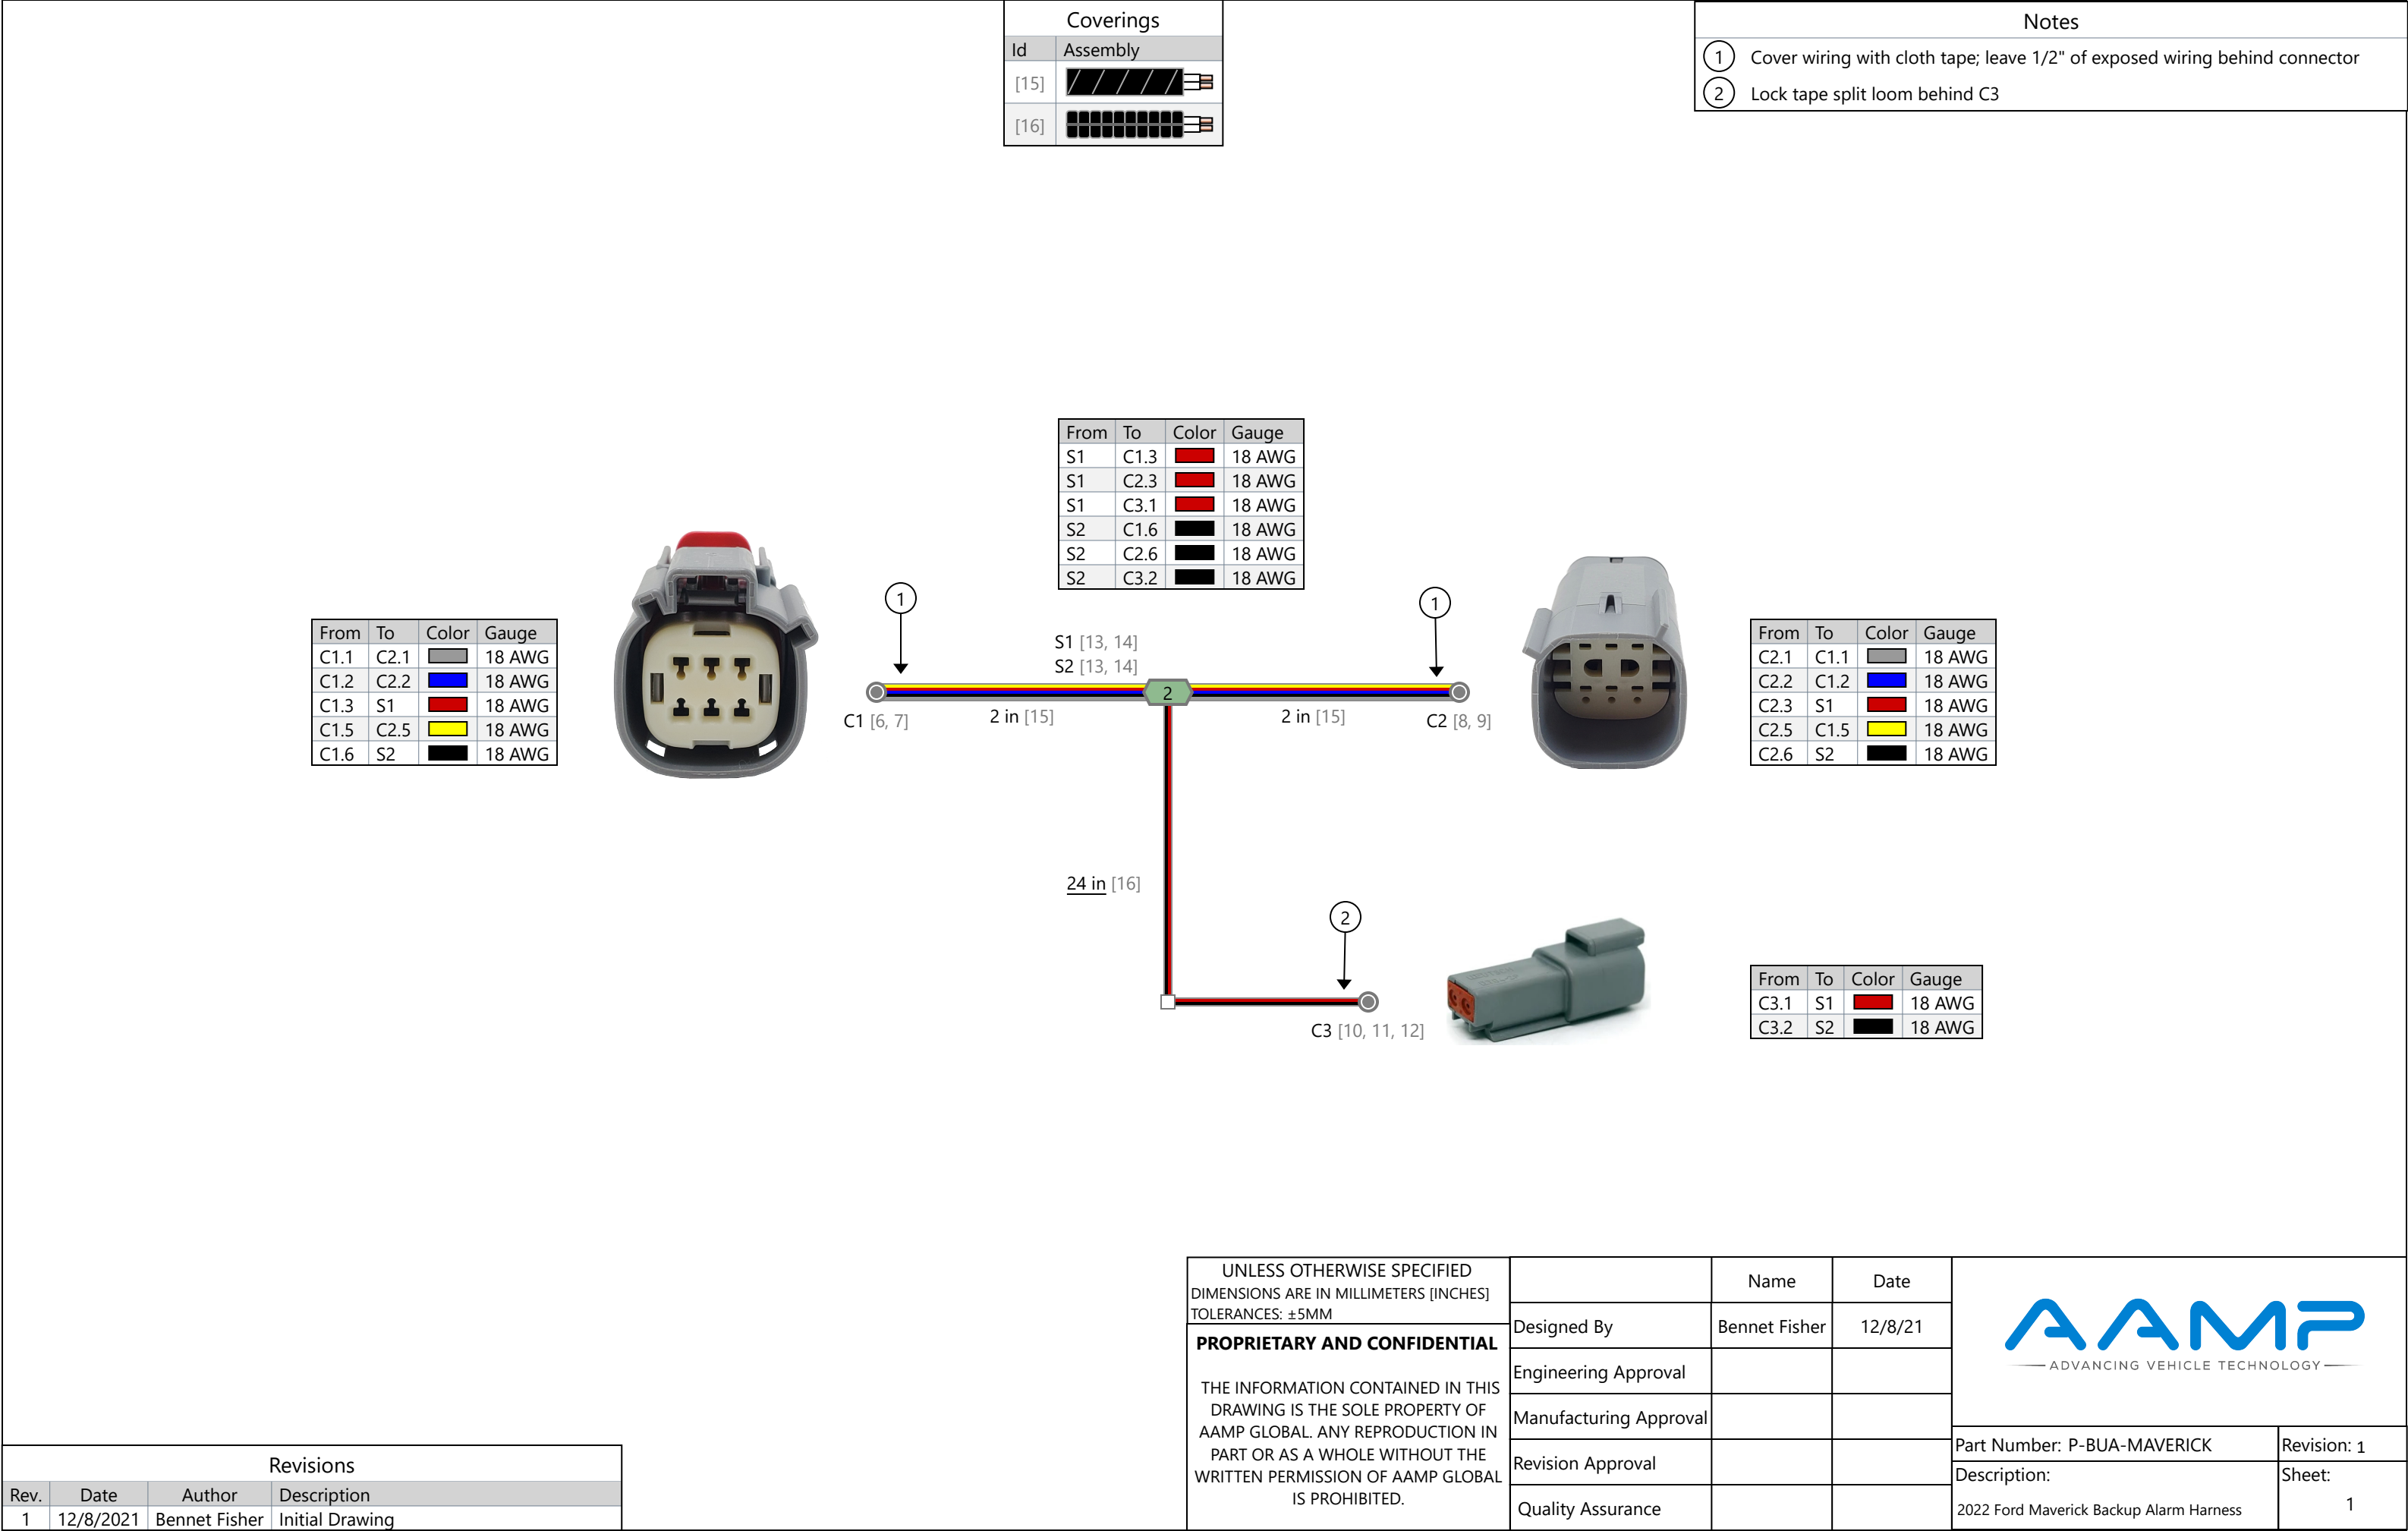 Coverings
Id Assembly
[15]
[16]
Notes
1 Cover wiring with cloth tape; leave 1/2" of exposed wiring behind connector
2 Lock tape split loom behind C3
From To Color Gauge
S1 C1.3 18 AWG
S1 C2.3 18 AWG
S1 C3.1 18 AWG
S2 C1.6 18 AWG
S2 C2.6 18 AWG
S2 C3.2 18 AWG
From To Color Gauge
C1.1 C2.1 18 AWG
C1.2 C2.2 18 AWG
C1.3 S1 18 AWG
C1.5 C2.5 18 AWG
C1.6 S2 18 AWG
1
1
S1 [13, 14]
S2 [13, 14]
2
C1 [6, 7]
2 in [15]
2 in [15]
C2 [8, 9]
From To Color Gauge
C2.1 C1.1 18 AWG
C2.2 C1.2 18 AWG
C2.3 S1 18 AWG
C2.5 C1.5 18 AWG
C2.6 S2 18 AWG
24 in [16]
2
C3 [10, 11, 12]
From To Color Gauge
C3.1 S1 18 AWG
C3.2 S2 18 AWG
UNLESS OTHERWISE SPECIFIED
DIMENSIONS ARE IN MILLIMETERS [INCHES]
TOLERANCES: ±5MM
PROPRIETARY AND CONFIDENTIAL
THE INFORMATION CONTAINED IN THIS
DRAWING IS THE SOLE PROPERTY OF
AAMP GLOBAL. ANY REPRODUCTION IN
PART OR AS A WHOLE WITHOUT THE
WRITTEN PERMISSION OF AAMP GLOBAL
IS PROHIBITED.
Name Date
Designed By Bennet Fisher 12/8/21
Engineering Approval
Manufacturing Approval
Revision Approval
Quality Assurance
AAMP
ADVANCING VEHICLE TECHNOLOGY
Part Number: P-BUA-MAVERICK
Revision: 1
Description:
2022 Ford Maverick Backup Alarm Harness
Sheet:
1
Revisions
Rev. Date Author Description
1 12/8/2021 Bennet Fisher Initial Drawing